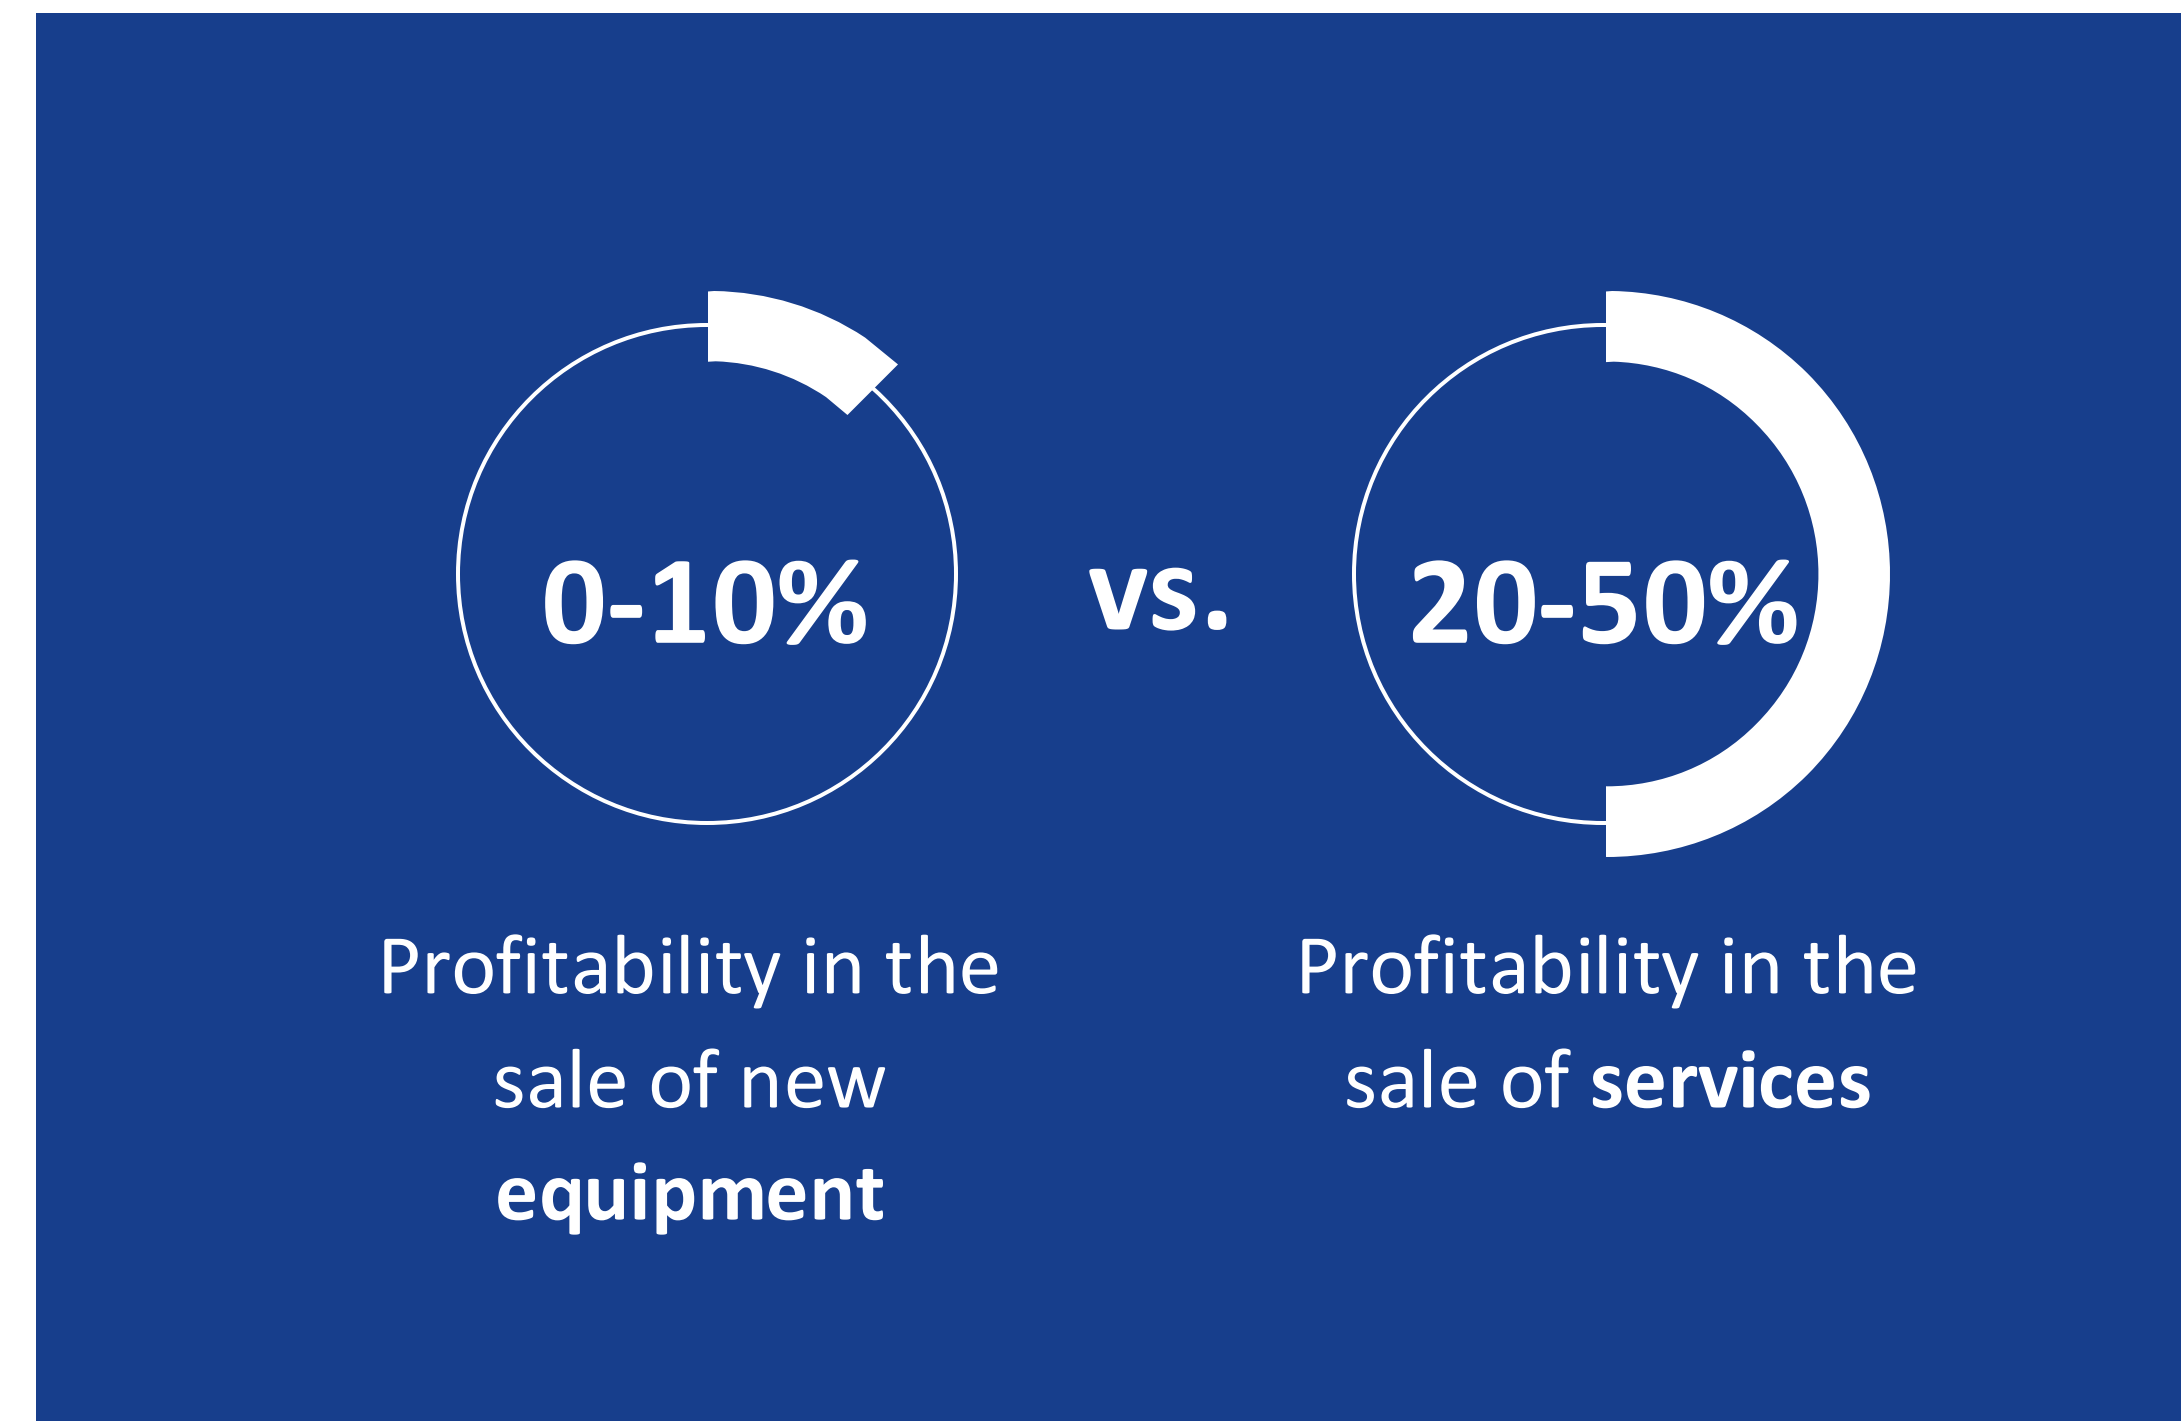 0-10%
vs.
20-50%
Profitability in the
sale of new
equipment
Profitability in the
sale of services